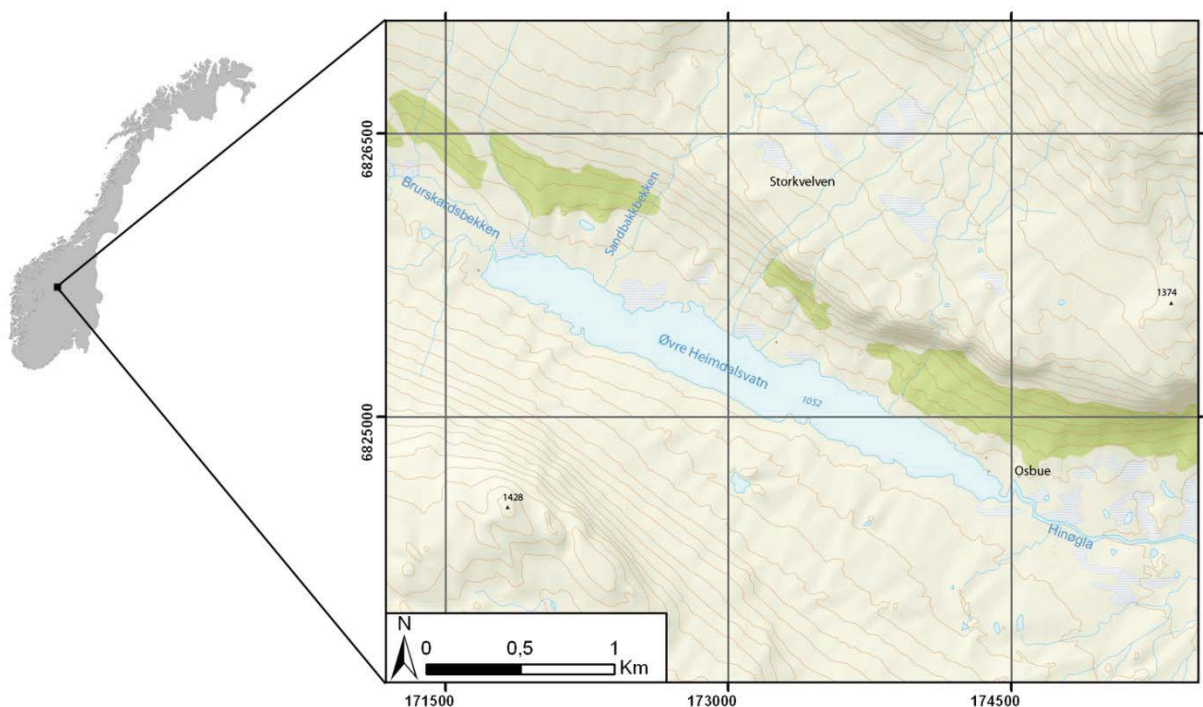 6826500
Brurskardsbekken
Sandbakkbekken
Storkvelven
1374
Øvre Heimdalsvatn
1052
6825000
1428
Osbue
Hinøgla
N
0 0,5 1
Km
171500 173000 174500